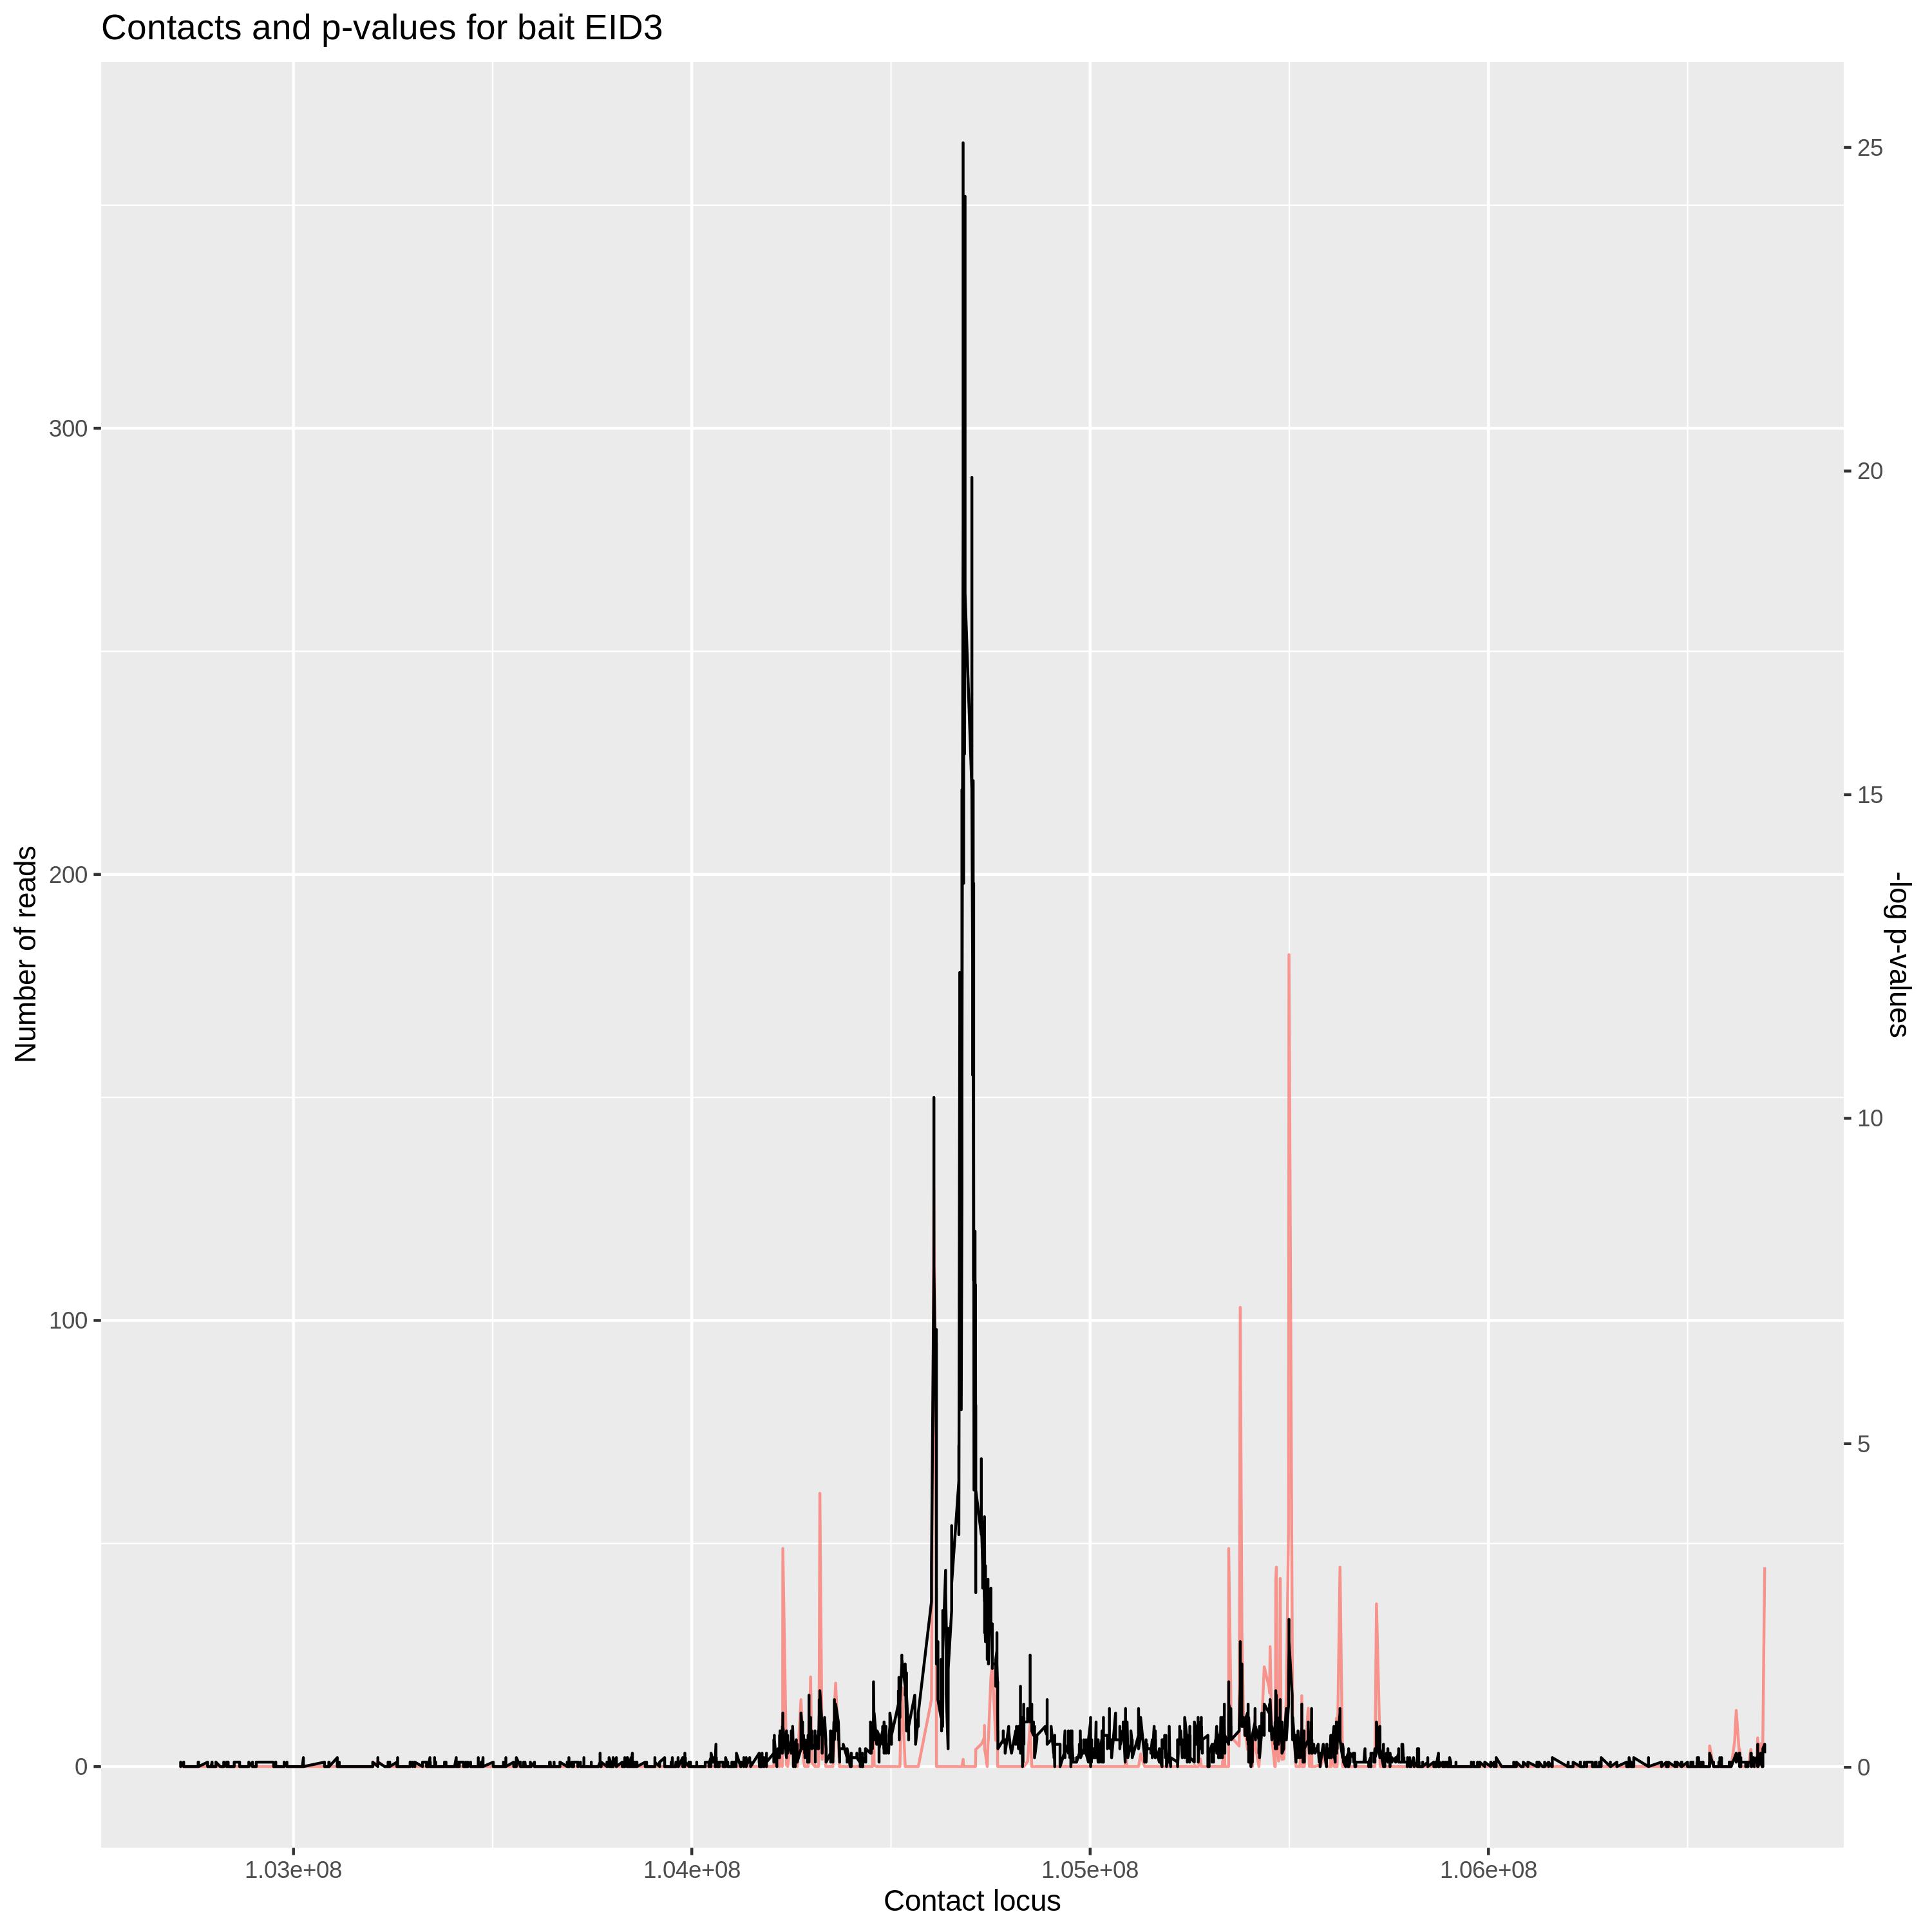 Contacts and p-values for bait EID3
Number of reads
300
200
100
0
25
20
15
10
5
0
-log p-values
1.03e+08
1.04e+08
1.05e+08
1.06e+08
Contact locus